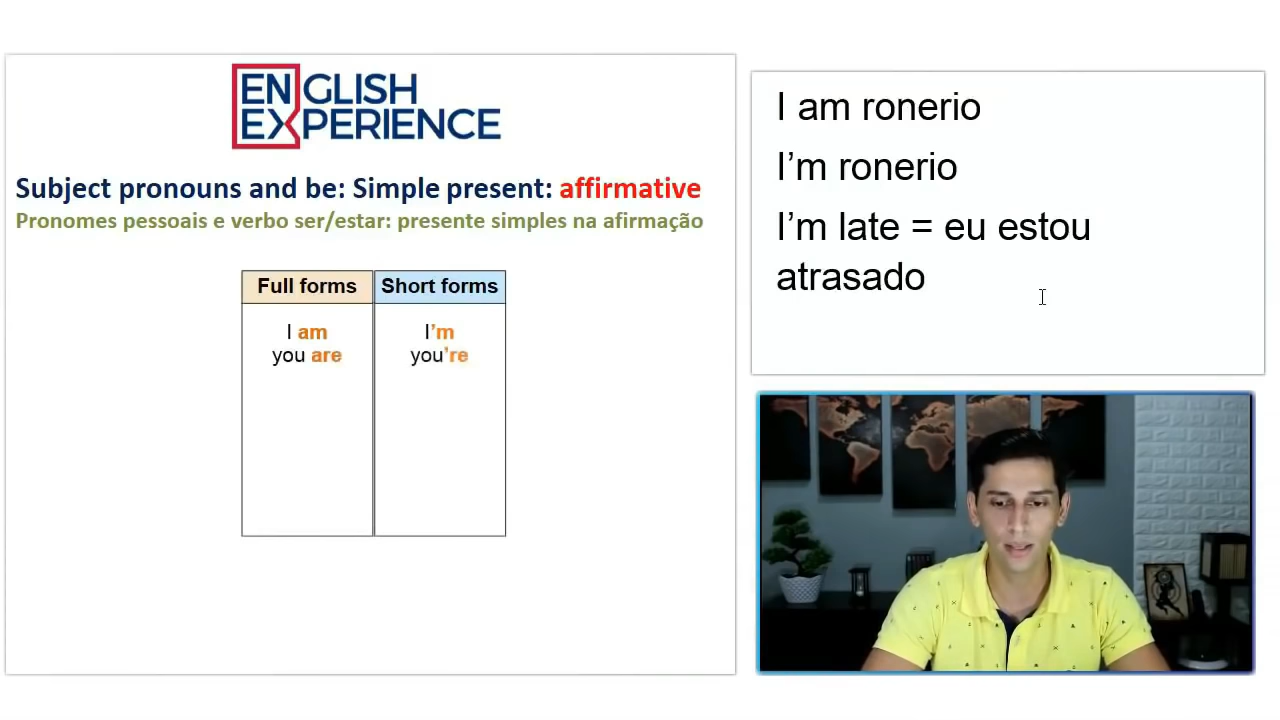 ENGLISH
EXPERIENCE
Subject pronouns and be: Simple present: affirmative
Pronomes pessoais e verbo ser/estar: presente simples na afirmação
Full forms Short forms
I am I’m
you are you’re
I am ronerio
I’m ronerio
I’m late = eu estou
atrasado